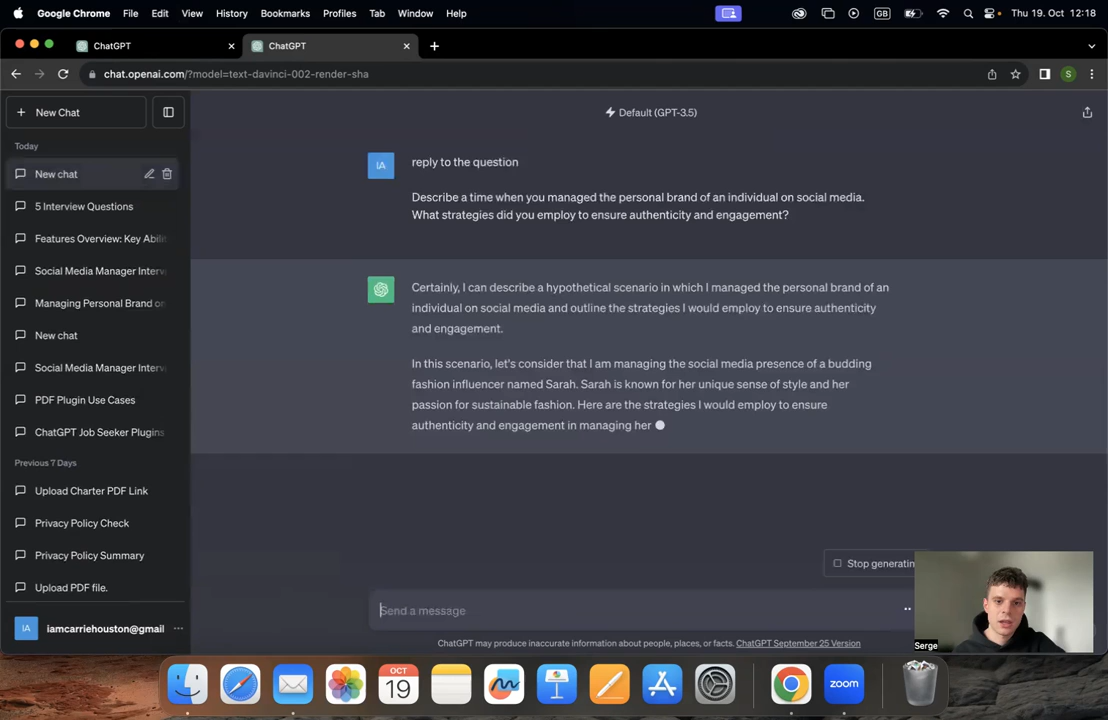 Google Chrome File Edit View History Bookmarks Profiles Tab Window Help GB Thu 19. Oct 12:18
ChatGPT
ChatGPT
chat.openai.com/?model=text-davinci-002-render-sha
S
New Chat
Default (GPT-3.5)
Today
New chat
5 Interview Questions
Features Overview: Key Abilit
Social Media Manager Interv
Managing Personal Brand on
New chat
Social Media Manager Interv
PDF Plugin Use Cases
ChatGPT Job Seeker Plugins
Previous 7 Days
Upload Charter PDF Link
Privacy Policy Check
Privacy Policy Summary
Upload PDF file.
IA
iamcarriehouston@gmail
IA
reply to the question
Describe a time when you managed the personal brand of an individual on social media.
What strategies did you employ to ensure authenticity and engagement?
Certainly, I can describe a hypothetical scenario in which I managed the personal brand of an
individual on social media and outline the strategies I would employ to ensure authenticity
and engagement.
In this scenario, let's consider that I am managing the social media presence of a budding
fashion influencer named Sarah. Sarah is known for her unique sense of style and her
passion for sustainable fashion. Here are the strategies I would employ to ensure
authenticity and engagement in managing her
Stop generatin
Send a message
ChatGPT may produce inaccurate information about people, places, or facts. ChatGPT September 25 Version
Serge
OCT
19
zoom